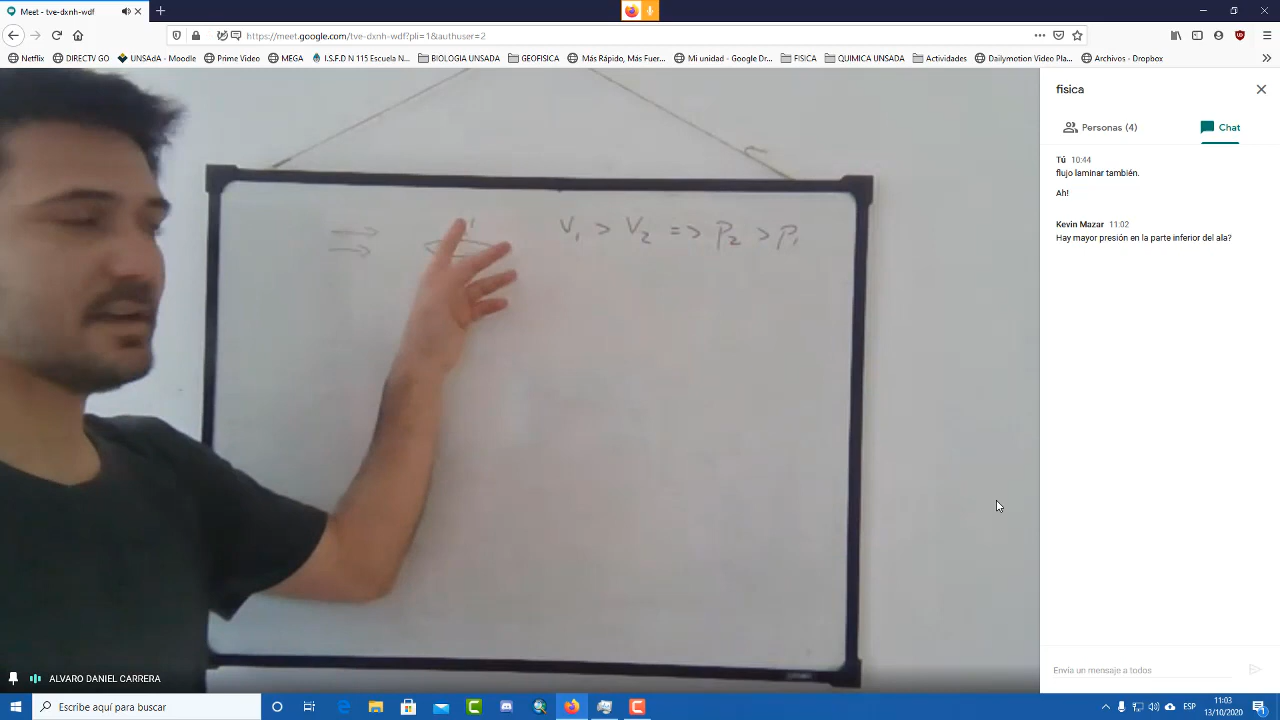 Meet - tve-dxnh-wdf
https://meet.google.com/tve-dxnh-wdf?pli=1&authuser=2
Netflix
DIRECTV GO
UNSAdA - Moodle
Prime Video
MEGA
I.S.F.D N 115 Escuela N...
BIOLOGIA UNSADA
GEOFISICA
Más Rápido, Más Fuer...
Mi unidad - Google Dr...
FISICA
QUIMICA UNSADA
Actividades
Dailymotion Video Pla...
Archivos - Dropbox
fisica
Personas (4)
Chat
Tú 10:44
flujo laminar también.
Ah!
Kevin Mazar 11:02
Hay mayor presión en la parte inferior del ala?
V₁ > V₂ => P₂ > P₁
ALVARO DANIEL CARRERA
Envía un mensaje a todos
Escribe aquí para buscar
ESP
11:03
13/10/2020